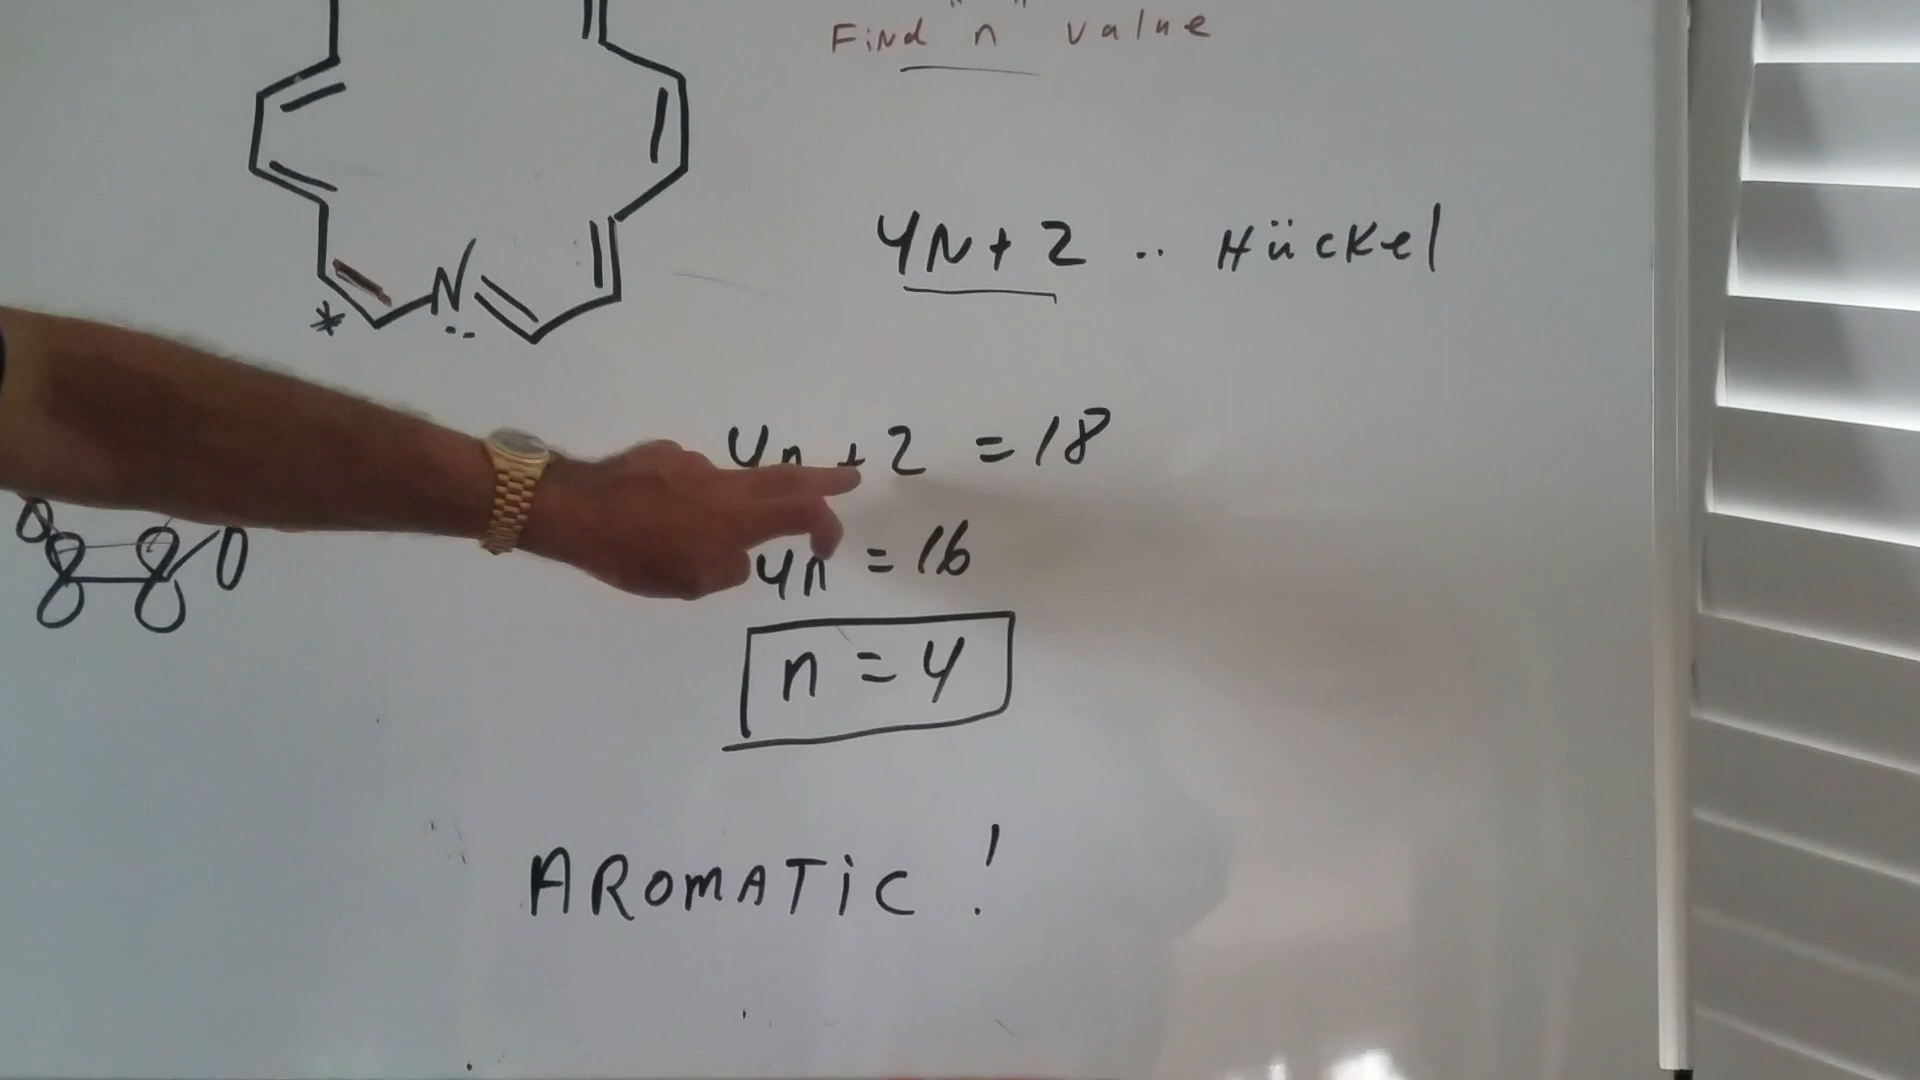 Find "n" value
4N+2 .. Hückel
4n+2 = 18
4n = 16
n = 4
N
*
AROMATiC !